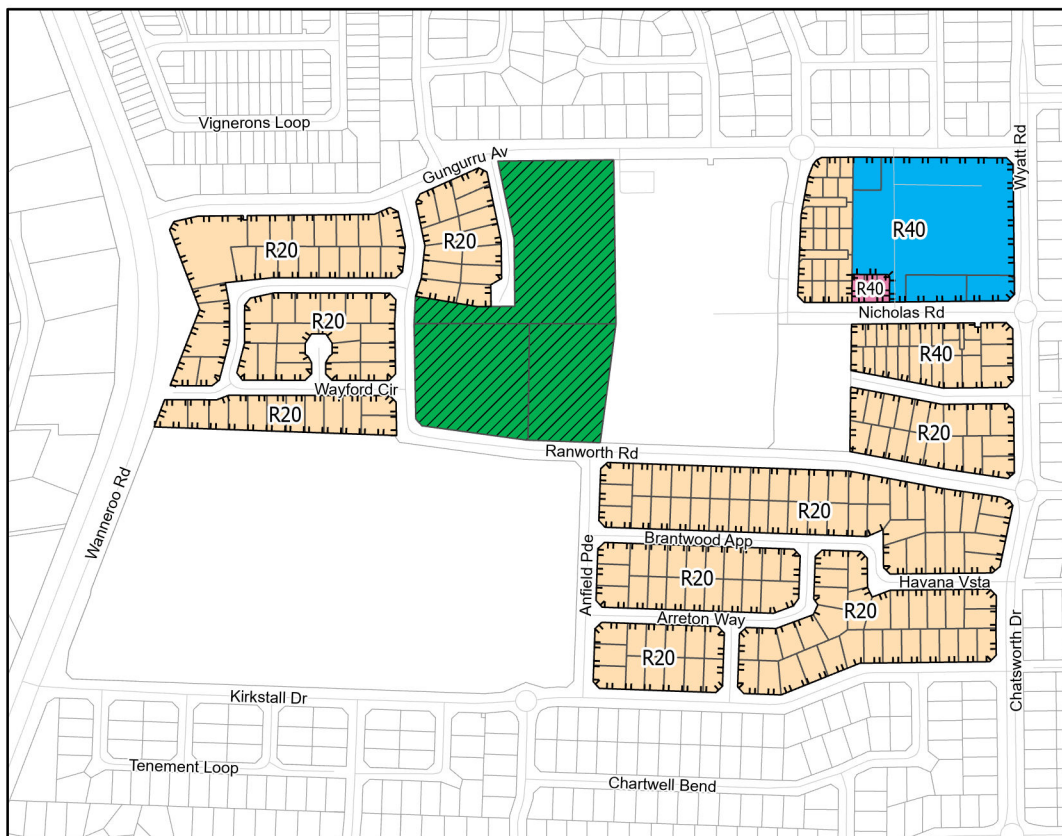 Vignerons Loop
Gungurru Av
Wyatt Rd
R20
R20
R40
R40
Nicholas Rd
R20
R40
Wayford Cir
R20
R20
Ranworth Rd
Wanneroo Rd
R20
Brantwood App
Anfield Pde
R20
Havana Vsta
R20
Arreton Way
R20
Chatsworth Dr
Kirkstall Dr
Tenement Loop
Chartwell Bend